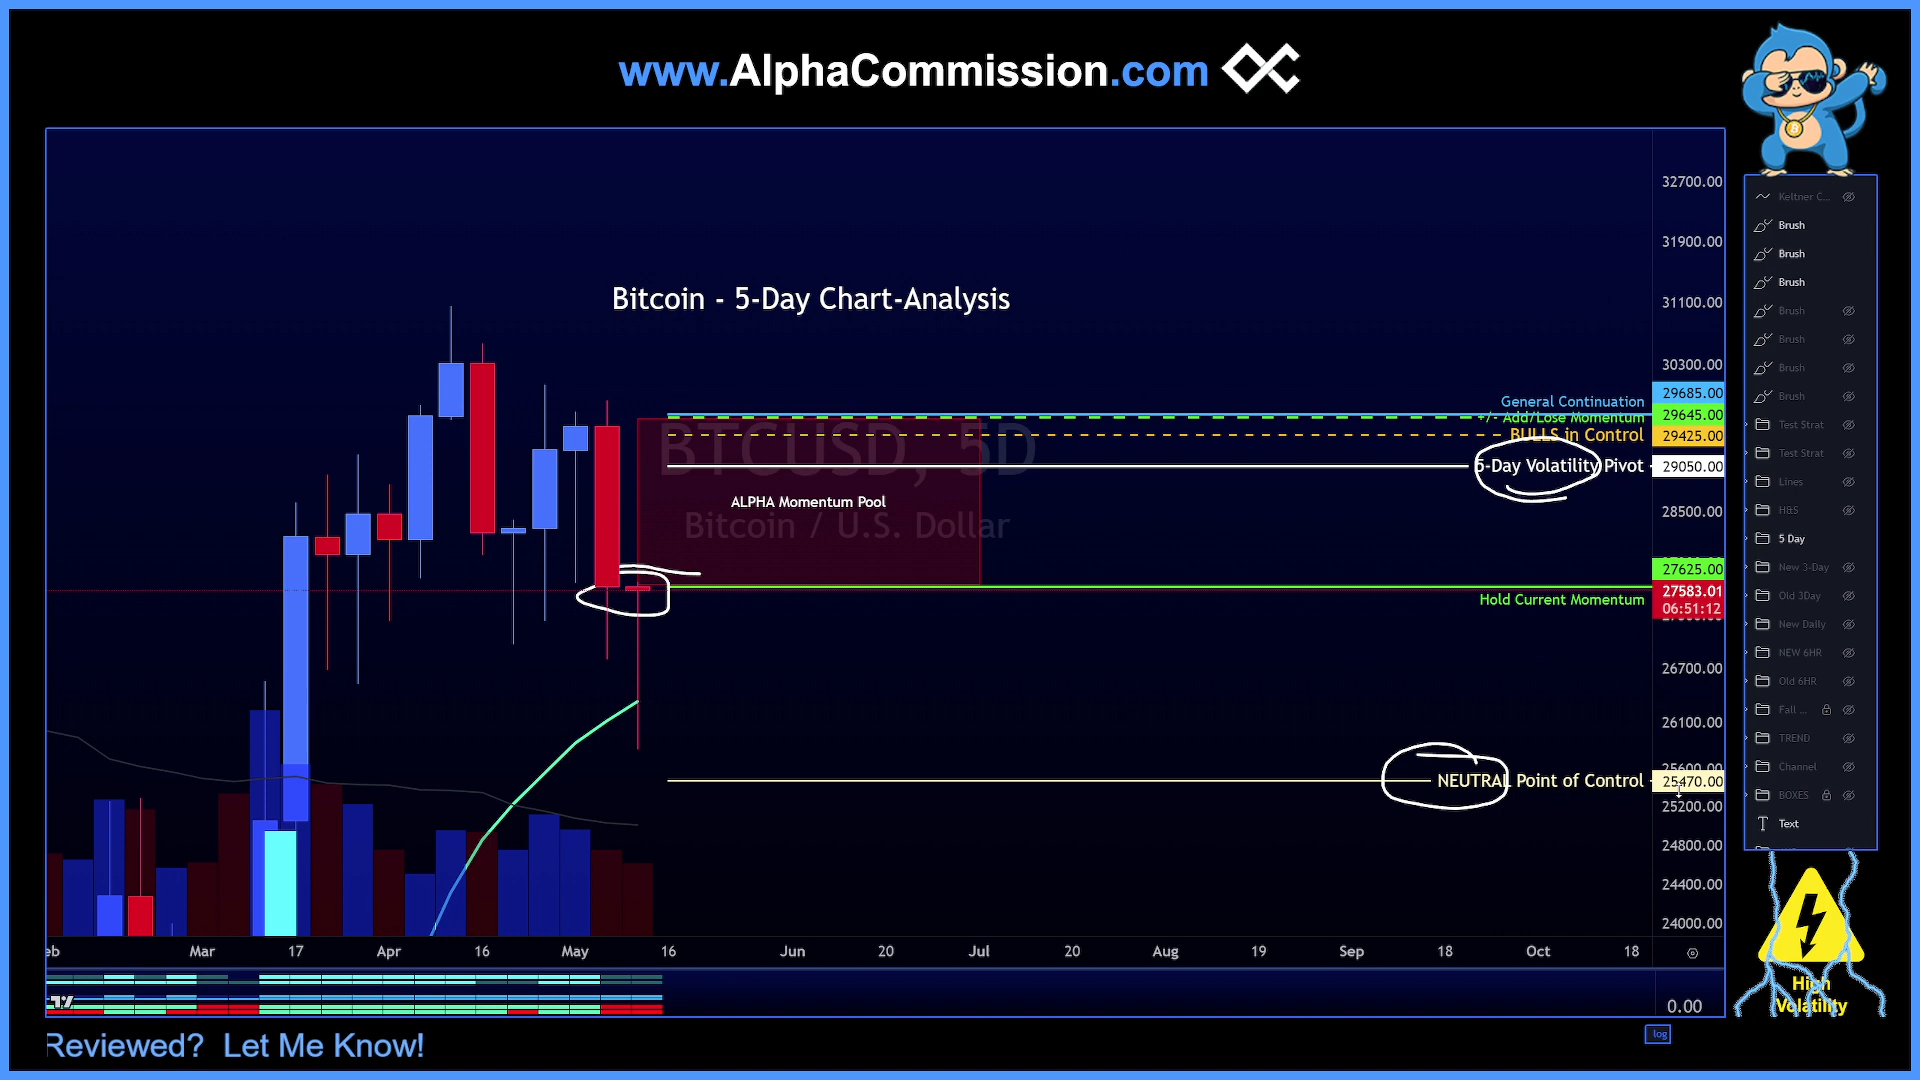 www.AlphaCommission.com
Bitcoin - 5-Day Chart-Analysis
BTCUSD, 5D
Bitcoin / U.S. Dollar
ALPHA Momentum Pool
General Continuation
+/- Add/Lose Momentum
BULLS in Control
5-Day Volatility Pivot
Hold Current Momentum
NEUTRAL Point of Control
32700.00
31900.00
31100.00
30300.00
29685.00
29645.00
29425.00
29050.00
28500.00
27625.00
27583.01
06:51:12
26700.00
26100.00
25600.00
25470.00
25200.00
24800.00
24400.00
24000.00
eb Mar 17 Apr 16 May 16 Jun 20 Jul 20 Aug 19 Sep 18 Oct 18
0.00
log
Keltner C...
Brush
Brush
Brush
Brush
Brush
Brush
Brush
Test Strat
Test Strat
Lines
H&S
5 Day
New 3-Day
Old 3Day
New Daily
NEW 6HR
Old 6HR
Fall ...
TREND
Channel
BOXES
Text
High
Volatility
Reviewed? Let Me Know!